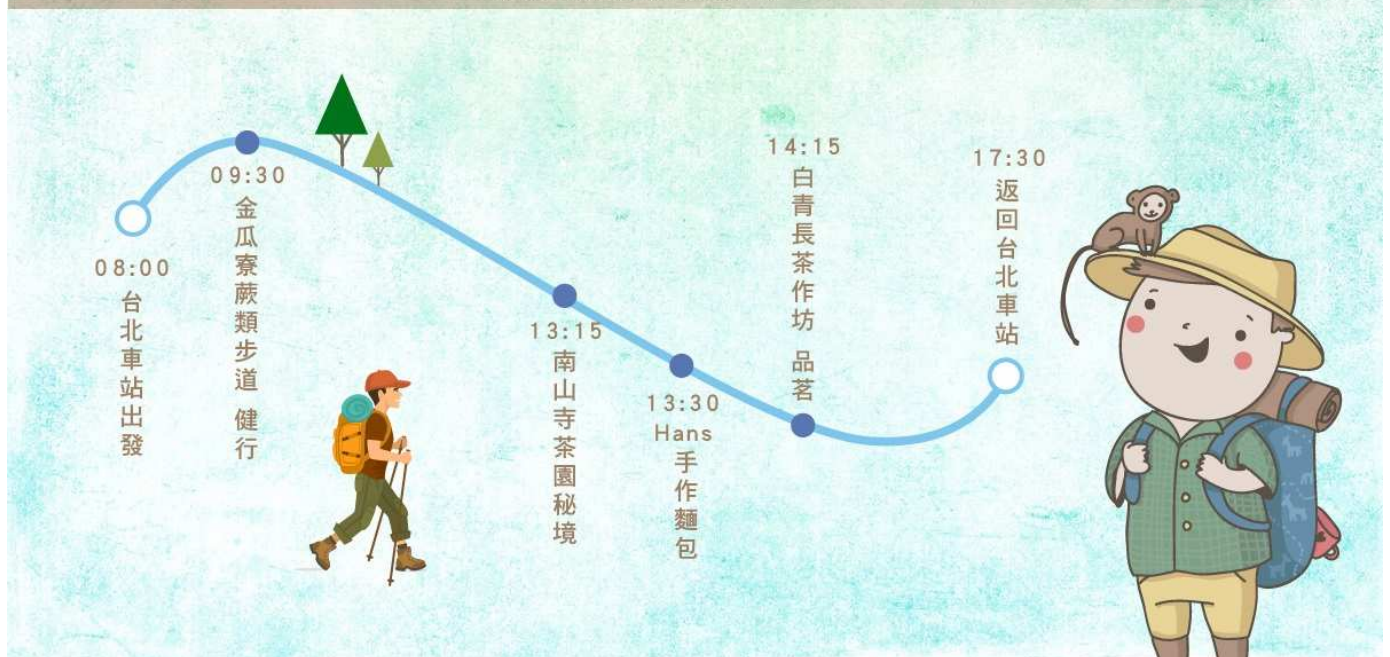 08:00
台北車站出發
09:30
金瓜寮蕨類步道 健行
13:15
南山寺茶園秘境
13:30
Hans
手作麵包
14:15
白青長茶作坊 品茗
17:30
返回台北車站